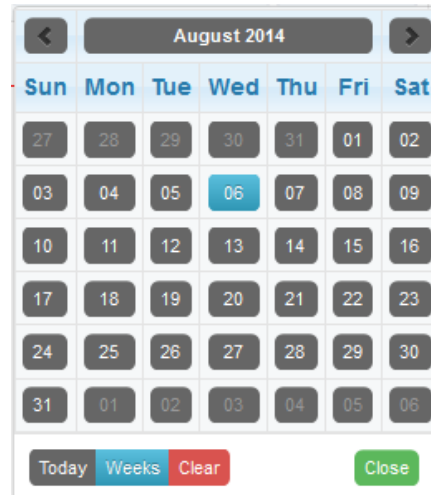 August 2014
Sun Mon Tue Wed Thu Fri Sat
27 28 29 30 31 01 02
03 04 05 06 07 08 09
10 11 12 13 14 15 16
17 18 19 20 21 22 23
24 25 26 27 28 29 30
31 01 02 03 04 05 06
Today Weeks Clear Close